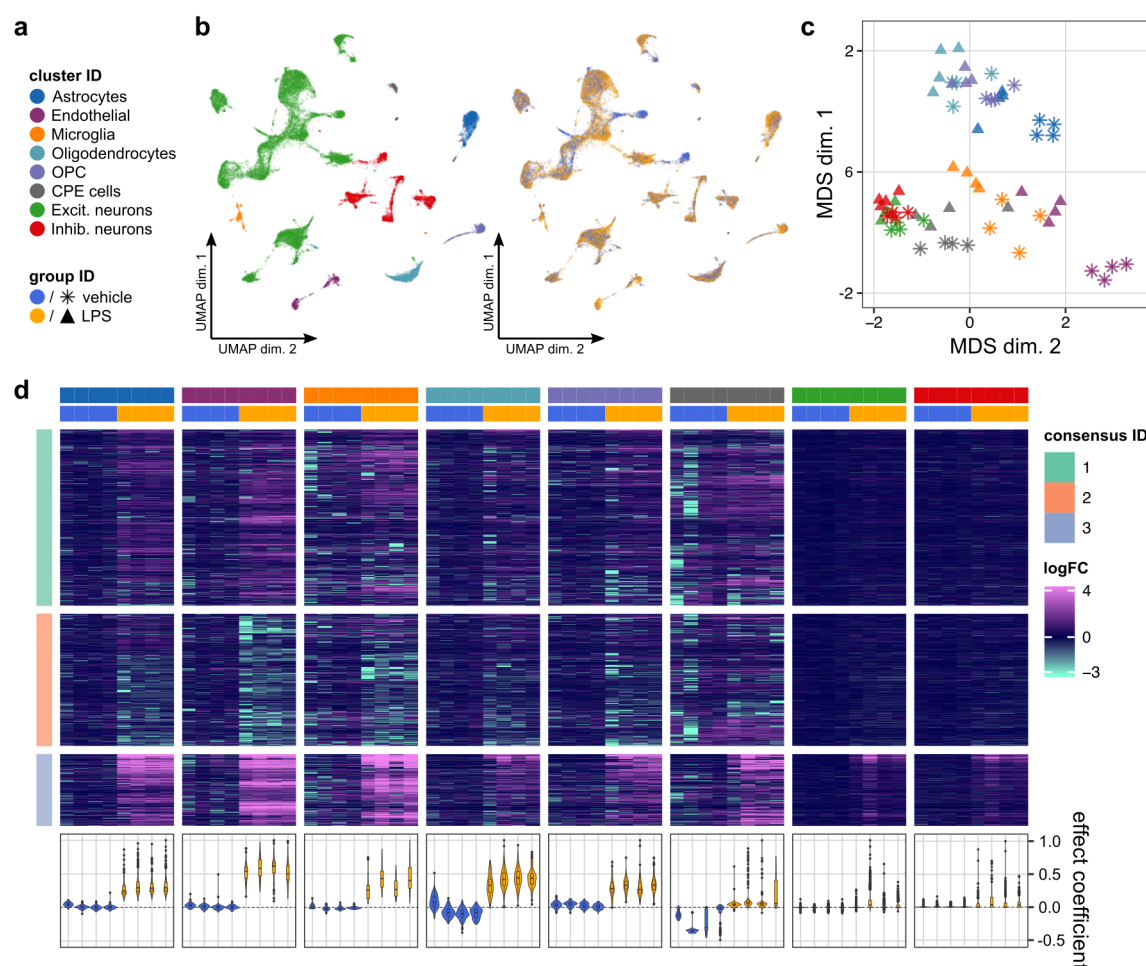 a
cluster ID
Astrocytes
Endothelial
Microglia
Oligodendrocytes
OPC
CPE cells
Excit. neurons
Inhib. neurons
group ID
/ vehicle
/ LPS
b
UMAP dim. 1
UMAP dim. 2
UMAP dim. 1
UMAP dim. 2
c
MDS dim. 1
2
6
-2
−2
0
2
MDS dim. 2
d
consensus ID
1
2
3
logFC
4
0
−3
1.0
0.5
0.0
-0.5
effect coefficient